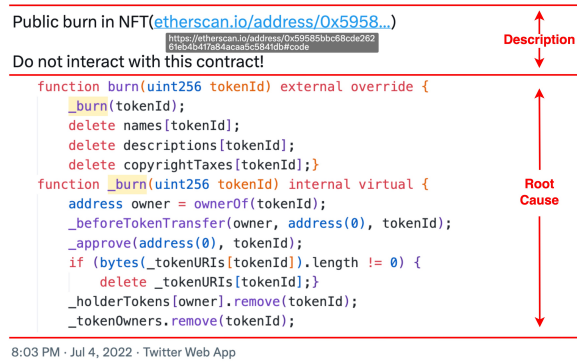 Public burn in NFT(etherscan.io/address/0x5958...)
https://etherscan.io/address/0x59585bbc68cde262
61eb4b417a84acaa5c5841db#code
Do not interact with this contract!
Description
function burn(uint256 tokenId) external override {
_burn(tokenId);
delete names[tokenId];
delete descriptions[tokenId];
delete copyrightTaxes[tokenId];}
function _burn(uint256 tokenId) internal virtual {
address owner = ownerOf(tokenId);
_beforeTokenTransfer(owner, address(0), tokenId);
_approve(address(0), tokenId);
if (bytes(_tokenURIs[tokenId]).length != 0) {
delete _tokenURIs[tokenId];}
_holderTokens[owner].remove(tokenId);
_tokenOwners.remove(tokenId);
Root
Cause
8:03 PM · Jul 4, 2022 · Twitter Web App